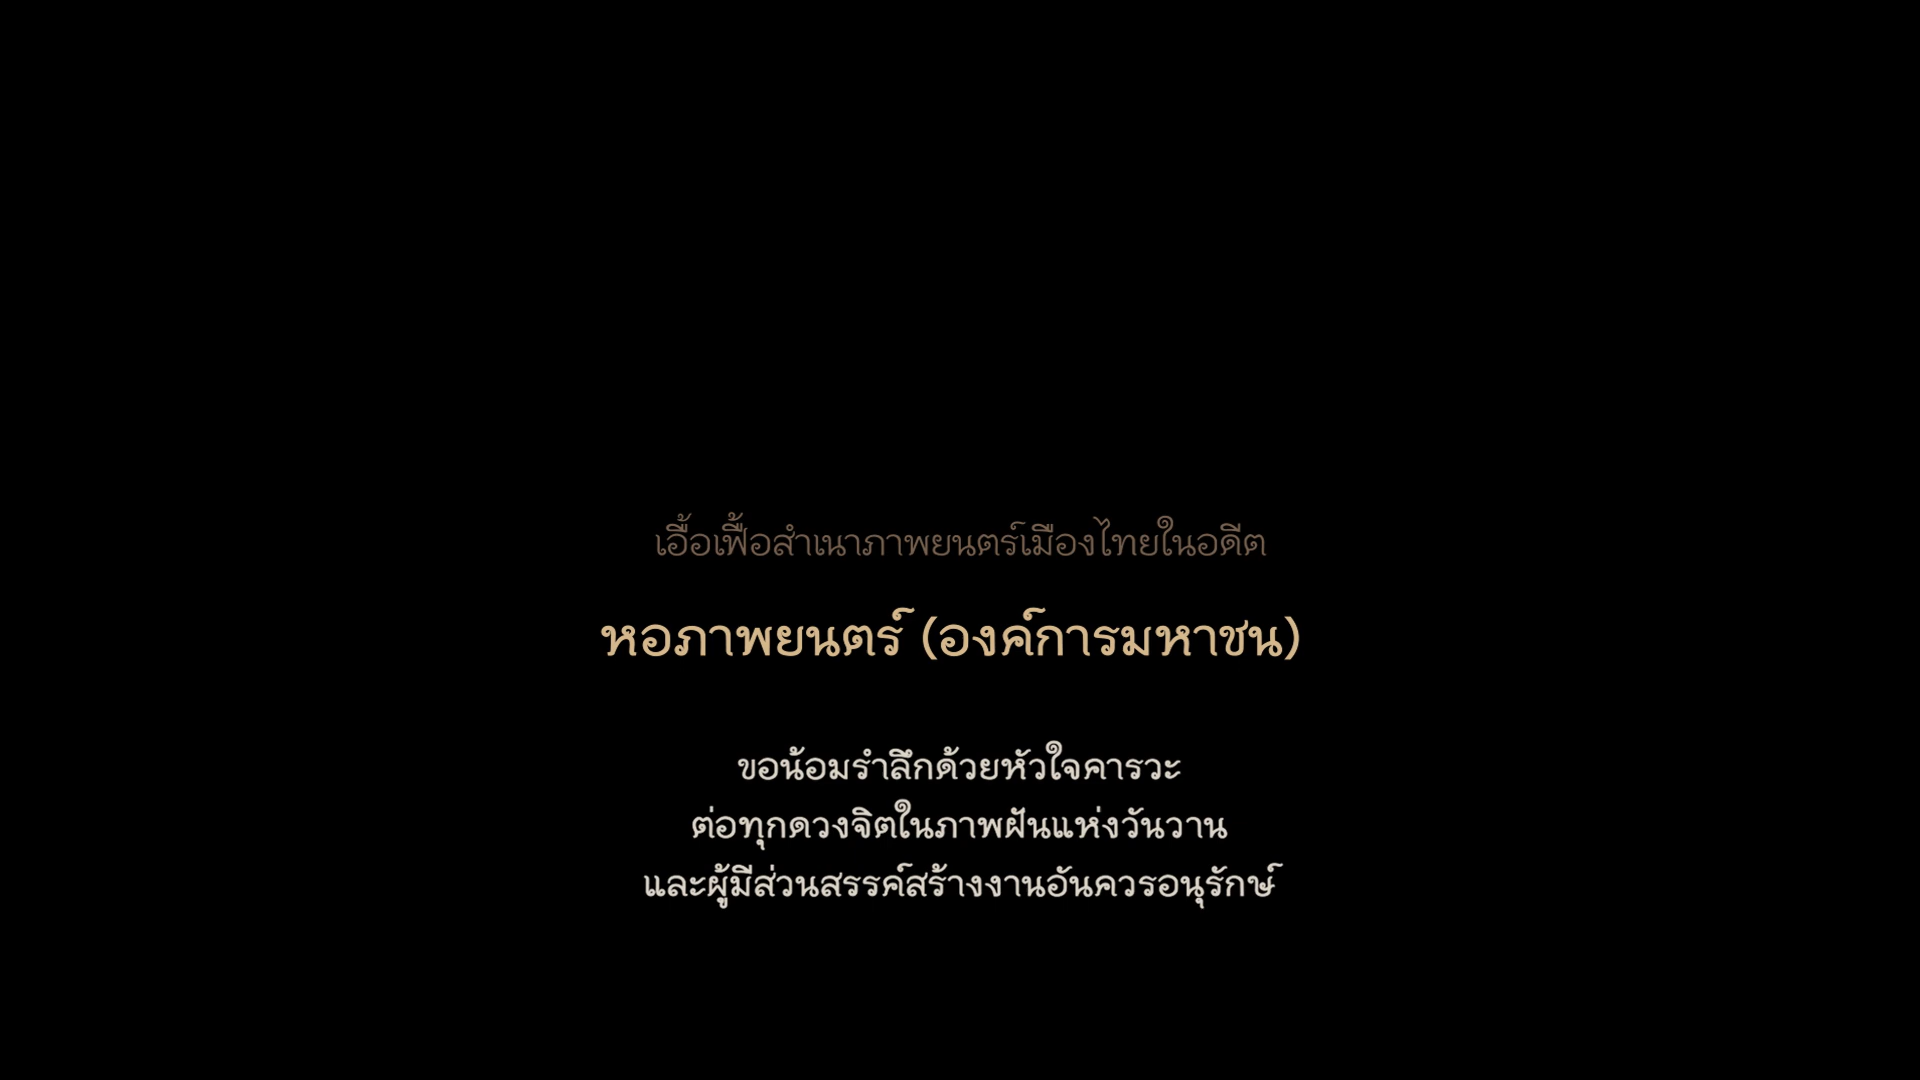 เอื้อเฟื้อสำเนาภาพยนตร์เมืองไทยในอดีต
หอภาพยนตร์ (องค์การมหาชน)
ขอน้อมรำลึกด้วยหัวใจคารวะ
ต่อทุกดวงจิตในภาพฝันแห่งวันวาน
และผู้มีส่วนสรรค์สร้างงานอันควรอนุรักษ์